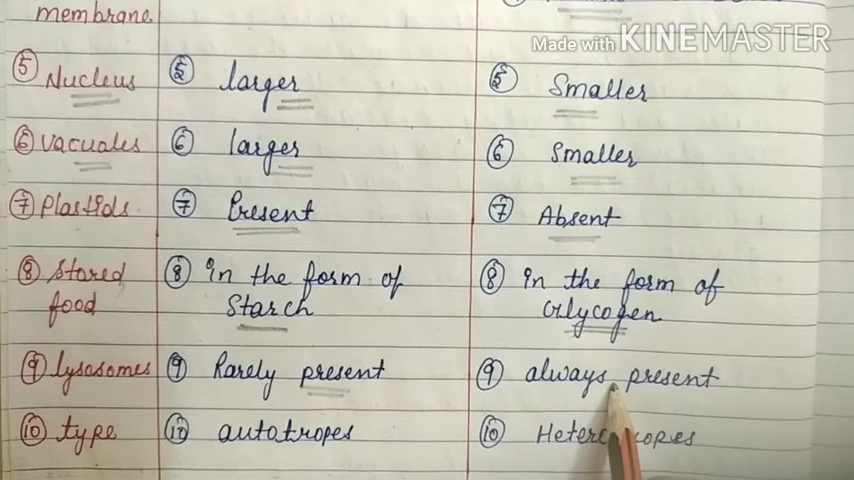 membrane
Made with KINEMASTER
⑤ Nucleus ⑤ larger ⑤ Smaller
⑥ vacuales ⑥ larger ⑥ Smaller
⑦ Plastids ⑦ Present ⑦ Absent
⑧ Stored ⑧ In the form of ⑧ In the form of
food Starch Glycogen
⑨ lysosomes ⑨ Rarely present ⑨ always present
⑩ type ⑩ autotropes ⑩